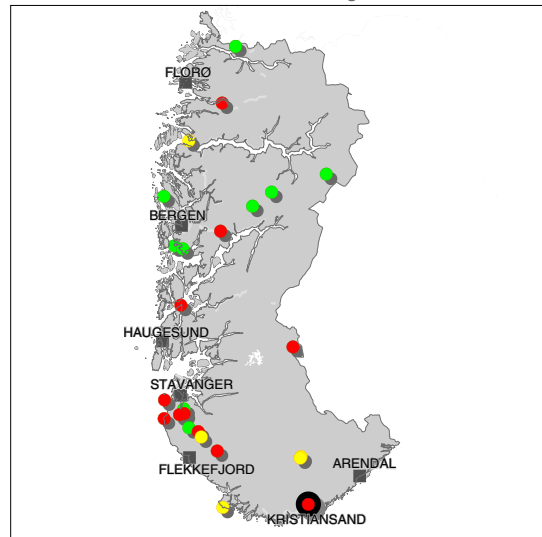 FLORØ
BERGEN
HAUGESUND
STAVANGER
FLEKKEFJORD
ARENDAL
KRISTIANSAND